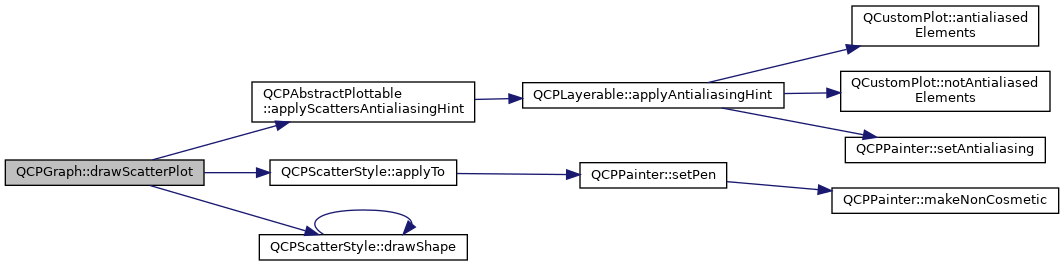 QCustomPlot::antialiased
Elements
QCPAbstractPlottable
::applyScattersAntialiasingHint
QCPLayerable::applyAntialiasingHint
QCustomPlot::notAntialiased
Elements
QCPPainter::setAntialiasing
QCPGraph::drawScatterPlot
QCPScatterStyle::applyTo
QCPPainter::setPen
QCPPainter::makeNonCosmetic
QCPScatterStyle::drawShape